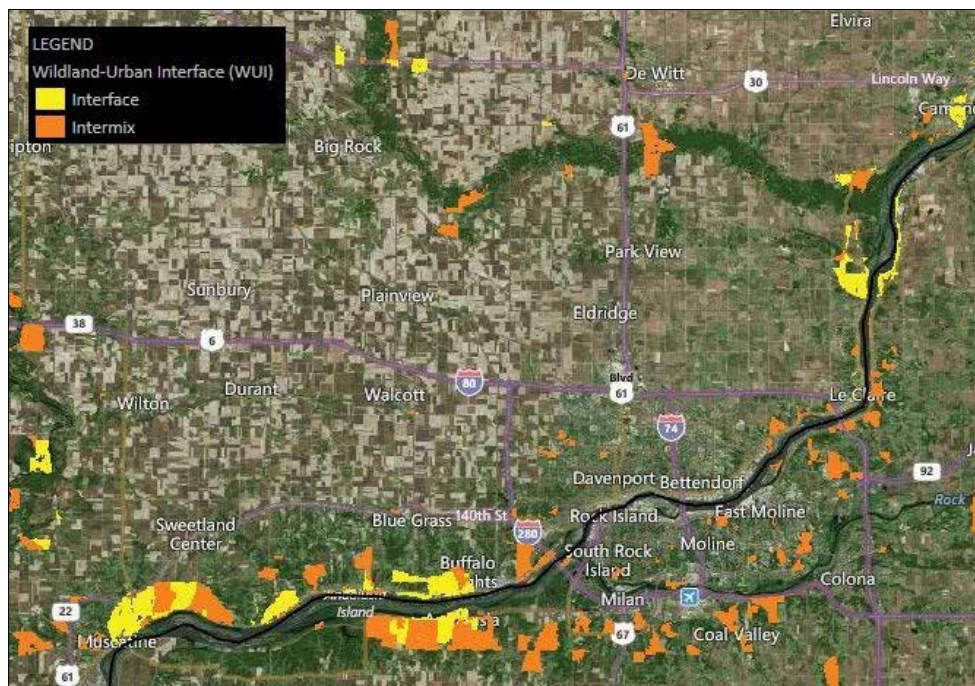 LEGEND
Wildland-Urban Interface (WUI)
Interface
Intermix
Elvira
De Witt
30
Lincoln Way
61
Big Rock
Park View
Sunbury
Plainview
Eldridge
38
6
80
Blvd
61
Durant
Walcott
Wilton
Le Claire
74
Davenport
Bettendorf
92
Rock
Sweetland
Center
Blue Grass
140th St
Rock Island
East Moline
280
South Rock
Island
Moline
Buffalo
Colona
Island
Milan
22
Muscatine
67
Coal Valley
61